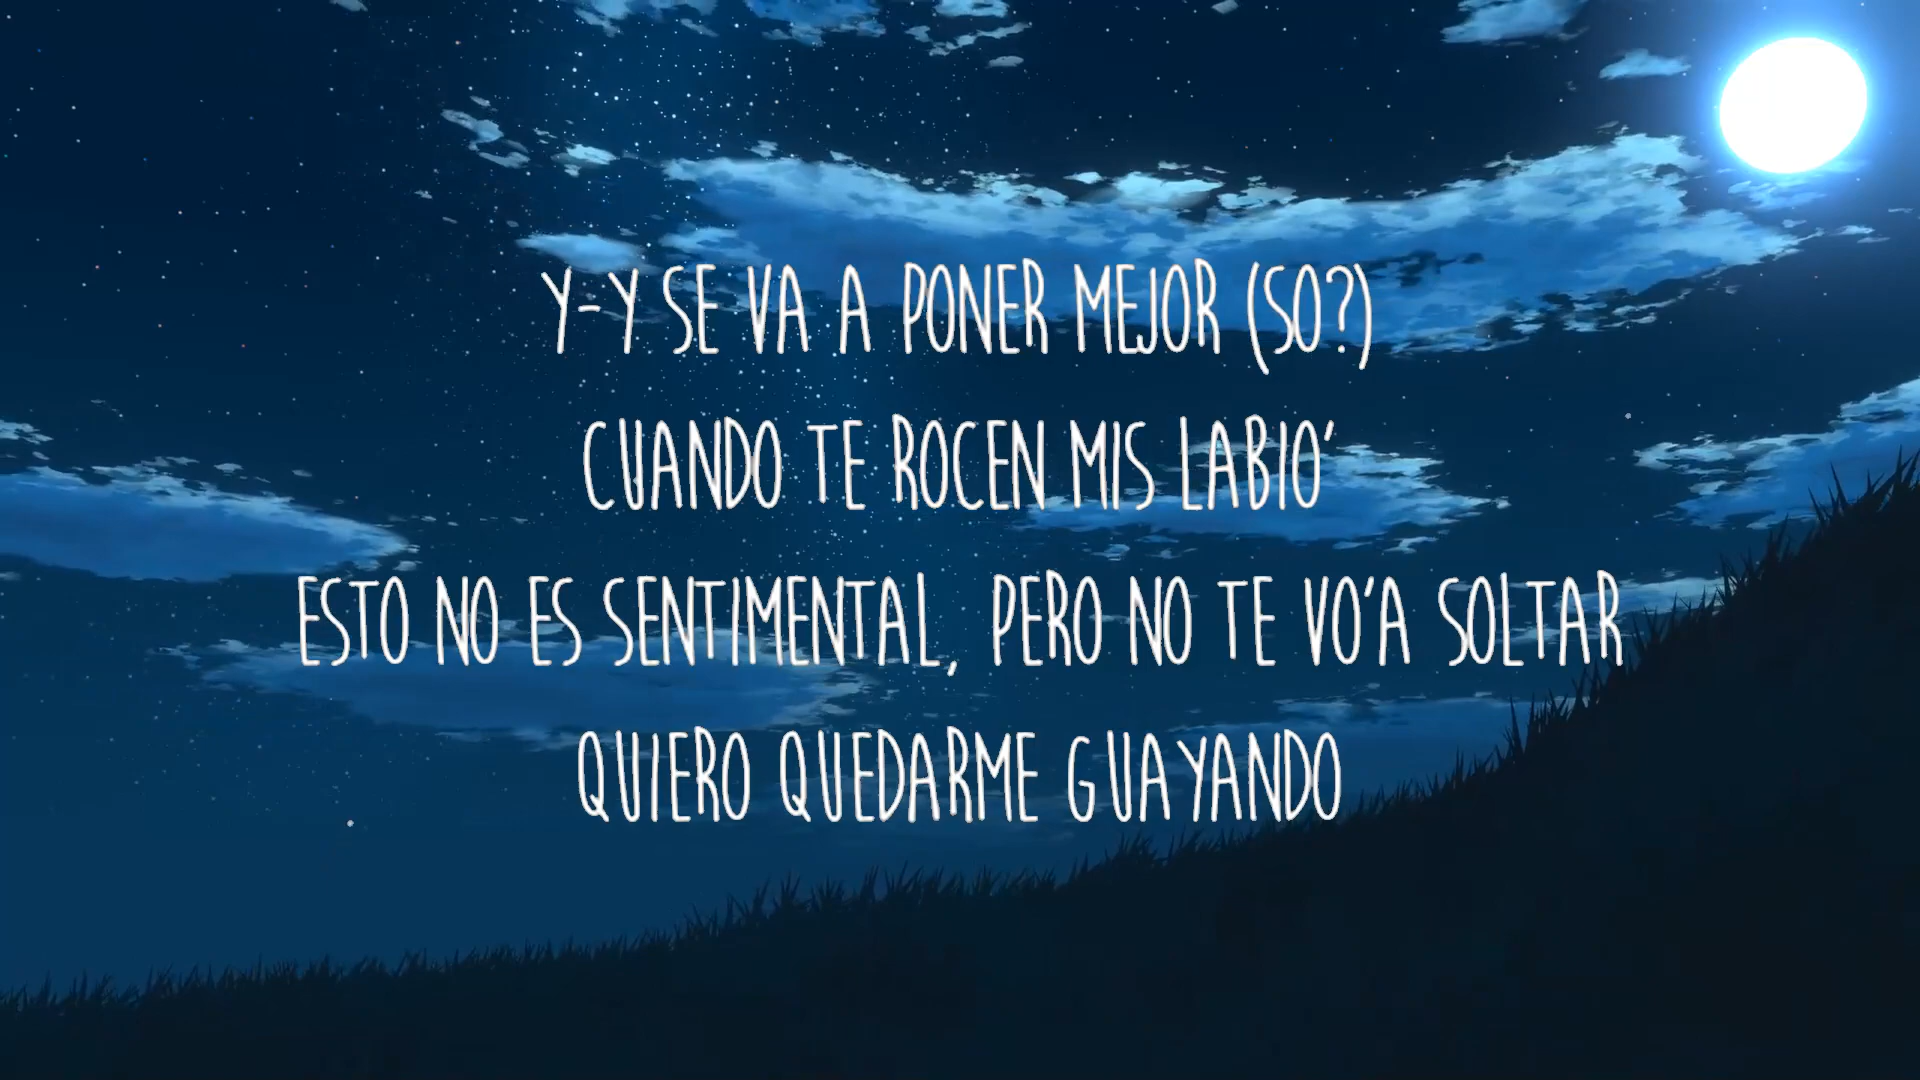 Y-Y SE VA A PONER MEJOR (SO?)
CUANDO TE ROCEN MIS LABIO'
ESTO NO ES SENTIMENTAL, PERO NO TE VO'A SOLTAR
QUIERO QUEDARME GUAYANDO